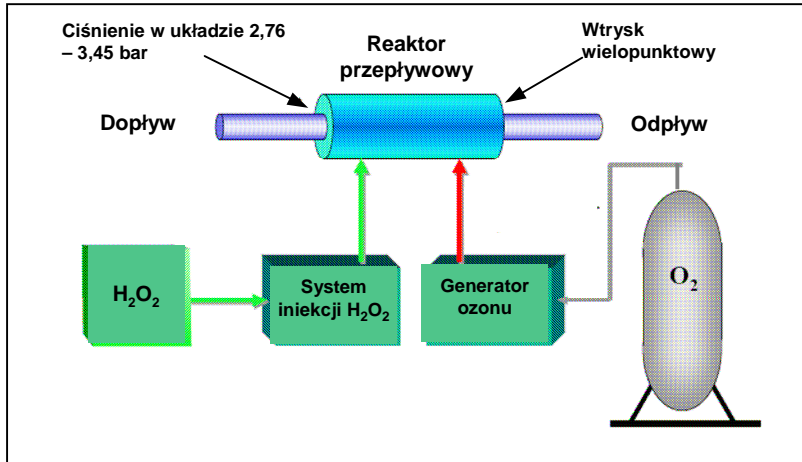 Ciśnienie w układzie 2,76
– 3,45 bar
Reaktor
przepływowy
Wtrysk
wielopunktowy
Dopływ
Odpływ
H₂O₂
System
iniekcji H₂O₂
Generator
ozonu
O₂